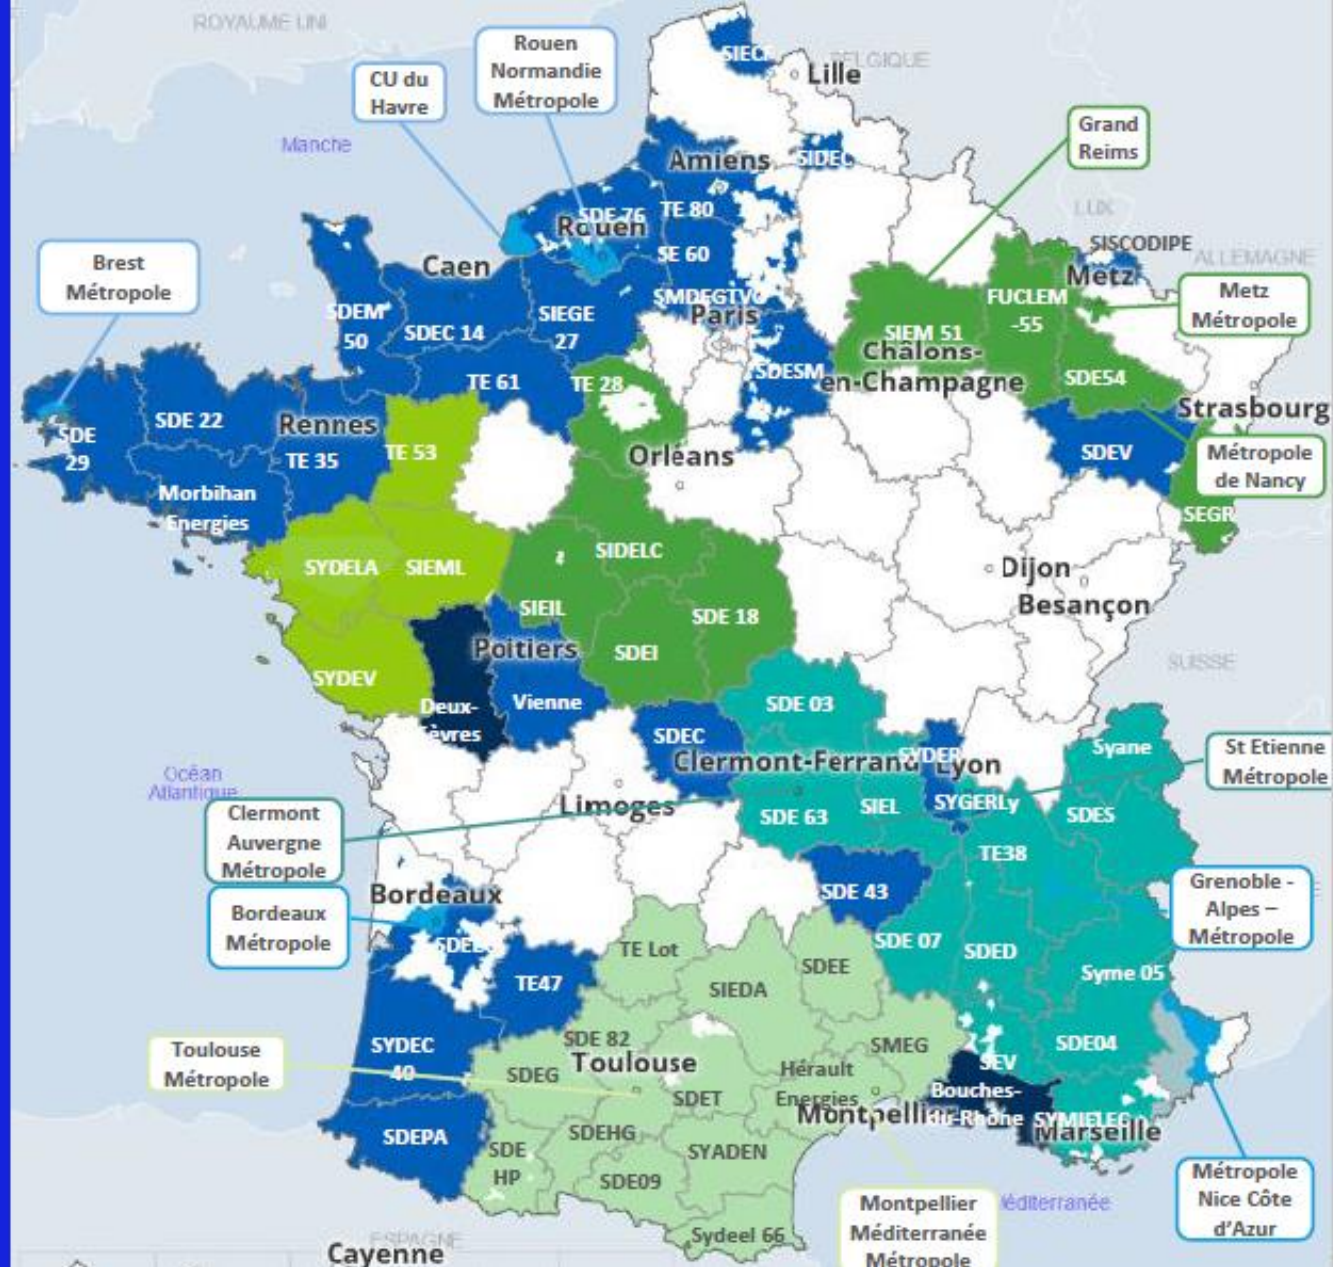 ROYAUME UNI
Rouen
Normandie
Métropole
CU du
Havre
SIECF
BELGIQUE
Lille
Manche
Grand
Reims
Amiens
SIDEC
LUX
SDE 76
TE 80
Rouen
SISCODIPE
ALLEMAGNE
Brest
Métropole
Caen
SE 60
Metz
Metz
Métropole
FUCLEM
-55
SMDEGTVO
Paris
SDEM
50
SDEC 14
SIEGE
27
SIEM 51
Châlons-
en-Champagne
SDESM
SDE54
TE 61
TE 28
Strasbourg
SDE
29
SDE 22
Rennes
TE 35
TE 53
Orléans
SDEV
Métropole
de Nancy
Morbihan
Energies
SEGR
SYDELA
SIEML
SIDELC
Dijon
Besançon
SIEIL
SDE 18
Poitiers
SDEI
SUISSE
SYDEV
Deux-
Sèvres
Vienne
SDE 03
SDEC
Clermont-Ferrand
SYDER
Lyon
Syane
St Etienne
Métropole
Océan
Atlantique
Limoges
SDE 63
SIEL
SYGERLy
SDES
Clermont
Auvergne
Métropole
TE38
Bordeaux
SDE 43
Grenoble -
Alpes –
Métropole
Bordeaux
Métropole
TE Lot
SDE 07
SDED
SDEE
Syme 05
TE47
SIEDA
SYDEC
40
SDE 82
Toulouse
Toulouse
Métropole
SDEG
SMEG
SDE04
SEV
Hérault
Energies
Bouches-
du-Rhône
SDET
Montpellier
SYMIELEC
Marseille
SDEPA
SDEHG
SDE
HP
SYADEN
SDE09
Métropole
Nice Côte
d’Azur
Méditerranée
Montpellier
Méditerranée
Métropole
Sydeel 66
ESPAGNE
Cayenne